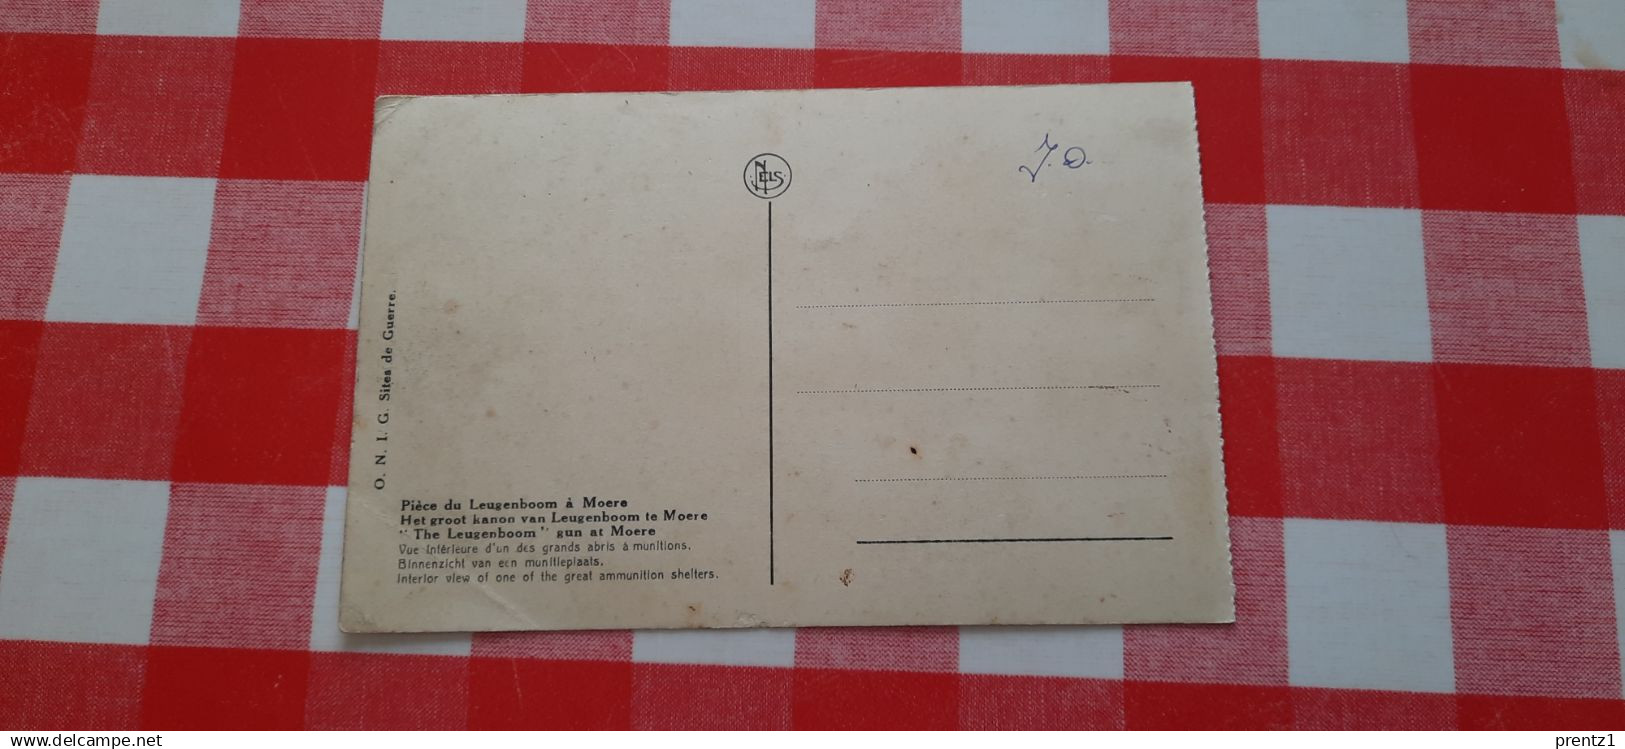 NELS
J.D.
O. N. I. G. Sites de Guerre.
Pièce du Leugenboom à Moere
Het groot kanon van Leugenboom te Moere
“ The Leugenboom ” gun at Moere
Vue intérieure d'un des grands abris à munitions.
Binnenzicht van een munitieplaats.
Interior view of one of the great ammunition shelters.
www.delcampe.net
prentz1